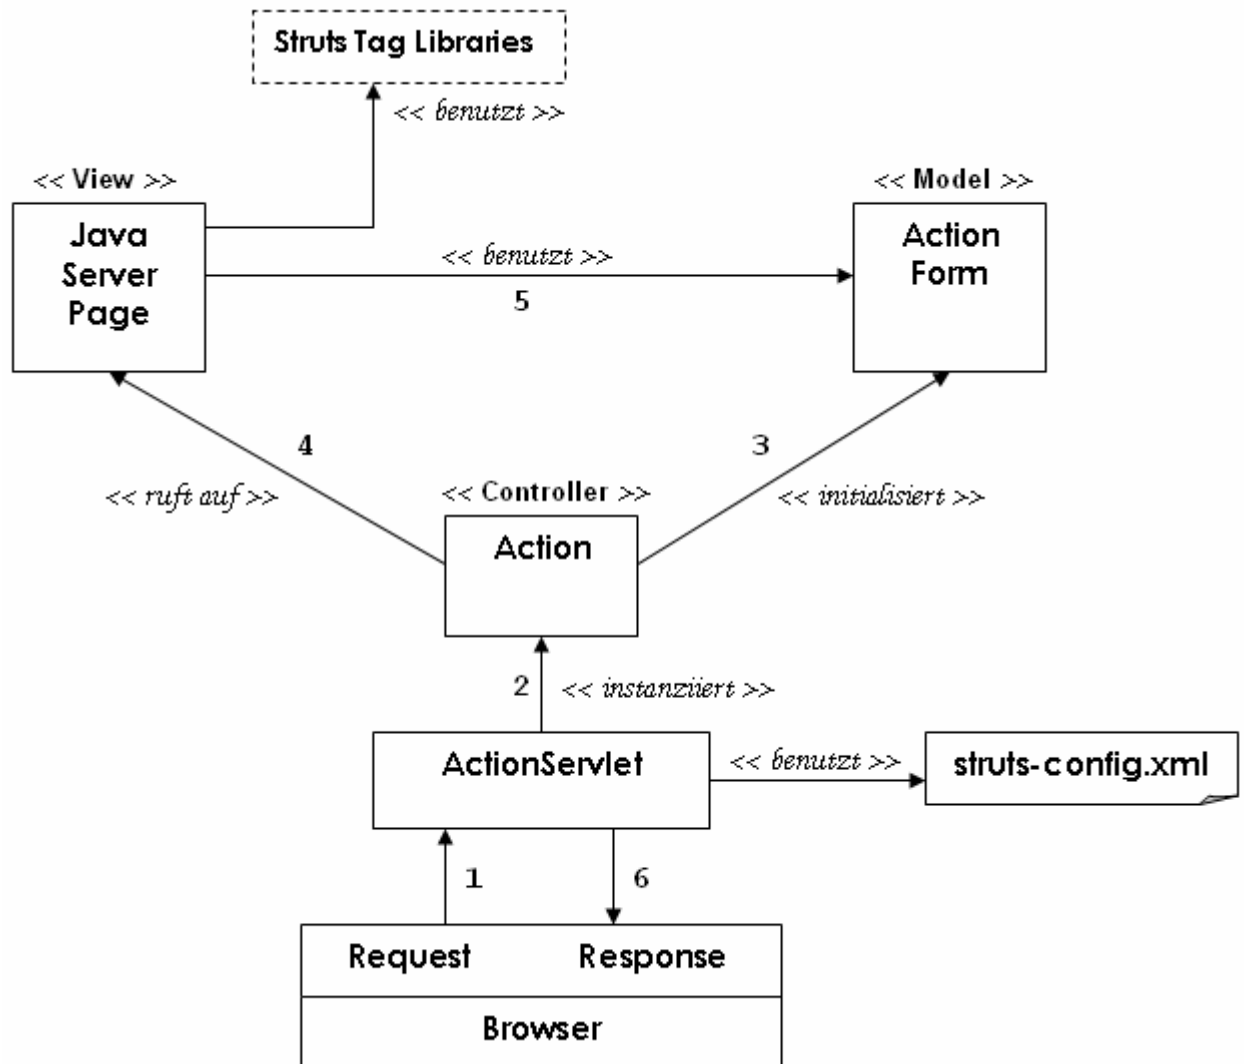 Struts Tag Libraries
<< benutzt >>
<< View >>
<< Model >>
Java
Server
Page
Action
Form
<< benutzt >>
5
4
3
<< ruft auf >>
<< Controller >>
<< initialisiert >>
Action
2
<< instanziiert >>
ActionServlet
<< benutzt >>
struts-config.xml
1
6
Request
Response
Browser